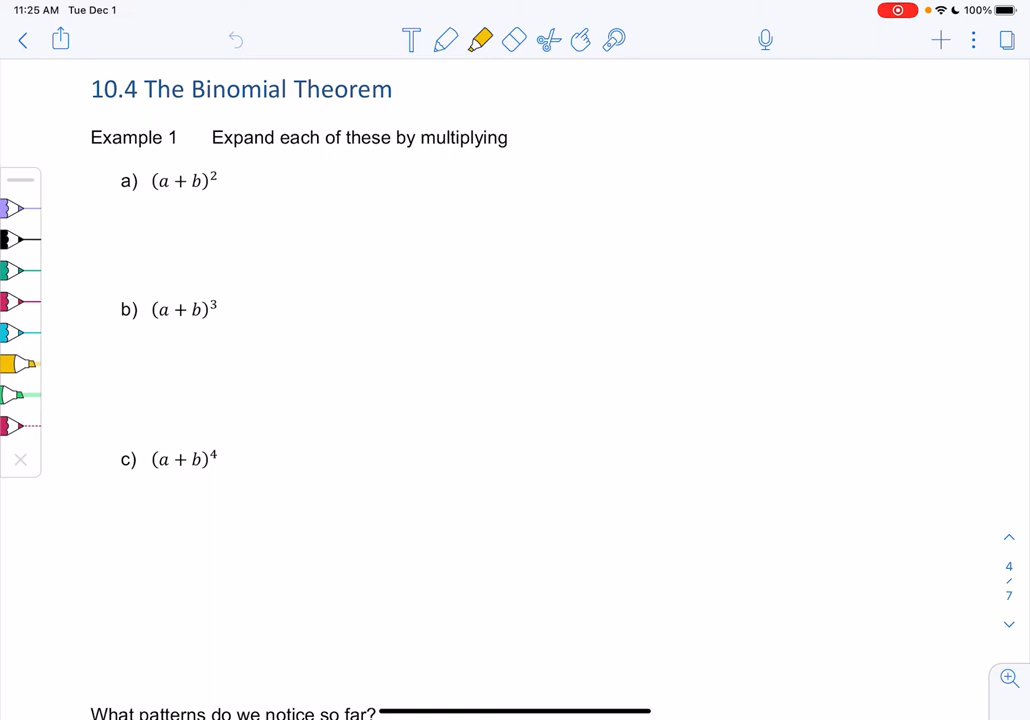 11:25 AM Tue Dec 1
100%
T
10.4 The Binomial Theorem
Example 1 Expand each of these by multiplying
a) (a + b)²
b) (a + b)³
c) (a + b)⁴
4
/
7
What patterns do we notice so far?